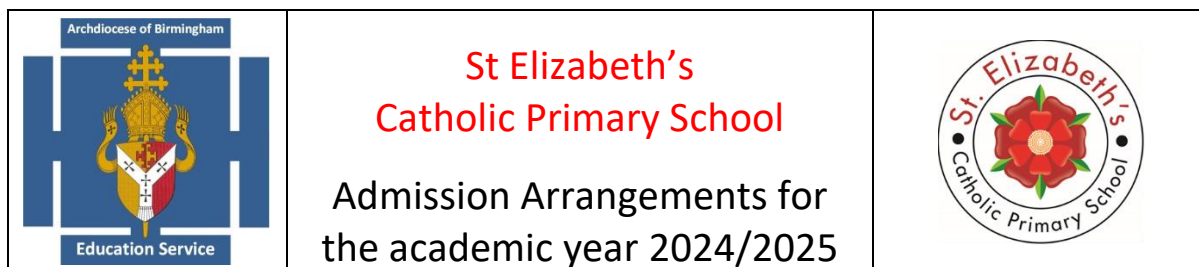 Archdiocese of Birmingham
Education Service
St Elizabeth's
Catholic Primary School
Admission Arrangements for
the academic year 2024/2025
St. Elizabeth's
Catholic Primary School